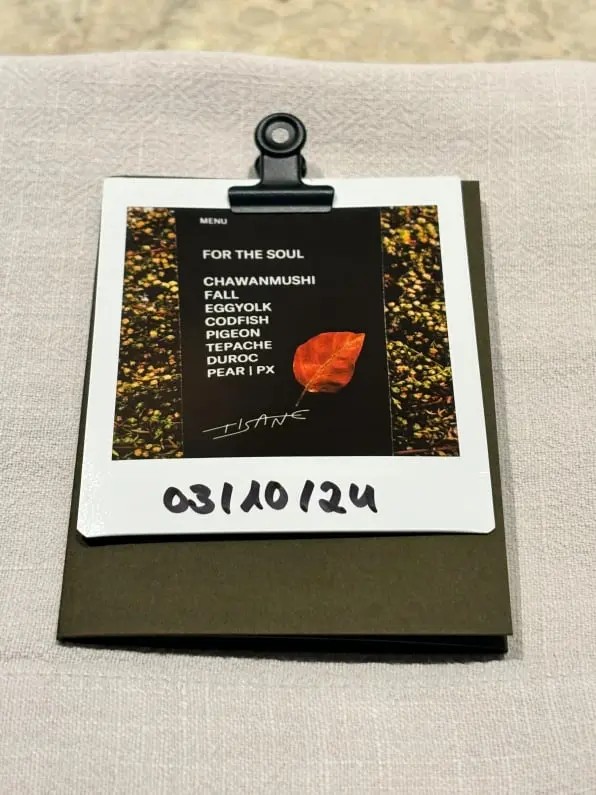 MENU
FOR THE SOUL
CHAWANMUSHI
FALL
EGGYOLK
CODFISH
PIGEON
TEPACHE
DUROC
PEAR | PX
TISANE
03/10/24